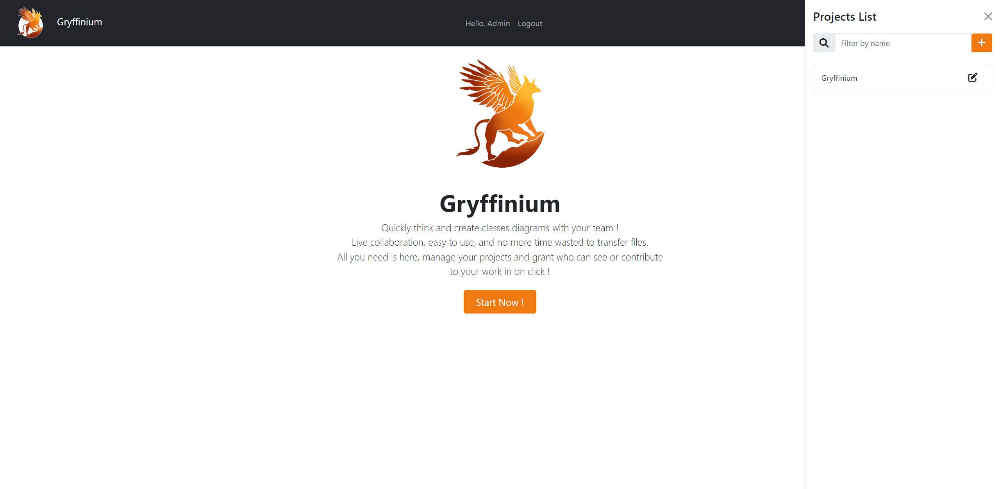 Gryffinium
Hello, Admin Logout
Gryffinium
Quickly think and create classes diagrams with your team !
Live collaboration, easy to use, and no more time wasted to transfer files.
All you need is here, manage your projects and grant who can see or contribute
to your work in on click !
Start Now !
Projects List
Filter by name
Gryffinium